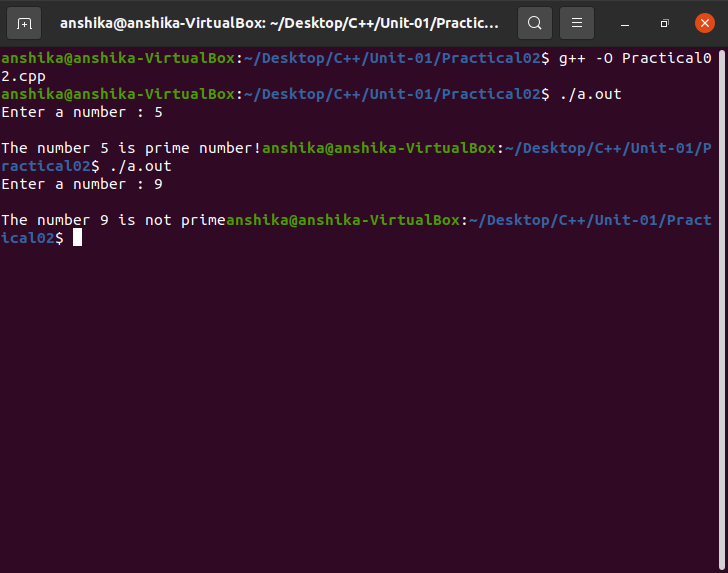 anshika@anshika-VirtualBox: ~/Desktop/C++/Unit-01/Practic...
anshika@anshika-VirtualBox:~/Desktop/C++/Unit-01/Practical02$ g++ -O Practical0
2.cpp
anshika@anshika-VirtualBox:~/Desktop/C++/Unit-01/Practical02$ ./a.out
Enter a number : 5

The number 5 is prime number!anshika@anshika-VirtualBox:~/Desktop/C++/Unit-01/P
ractical02$ ./a.out
Enter a number : 9

The number 9 is not primeanshika@anshika-VirtualBox:~/Desktop/C++/Unit-01/Pract
ical02$